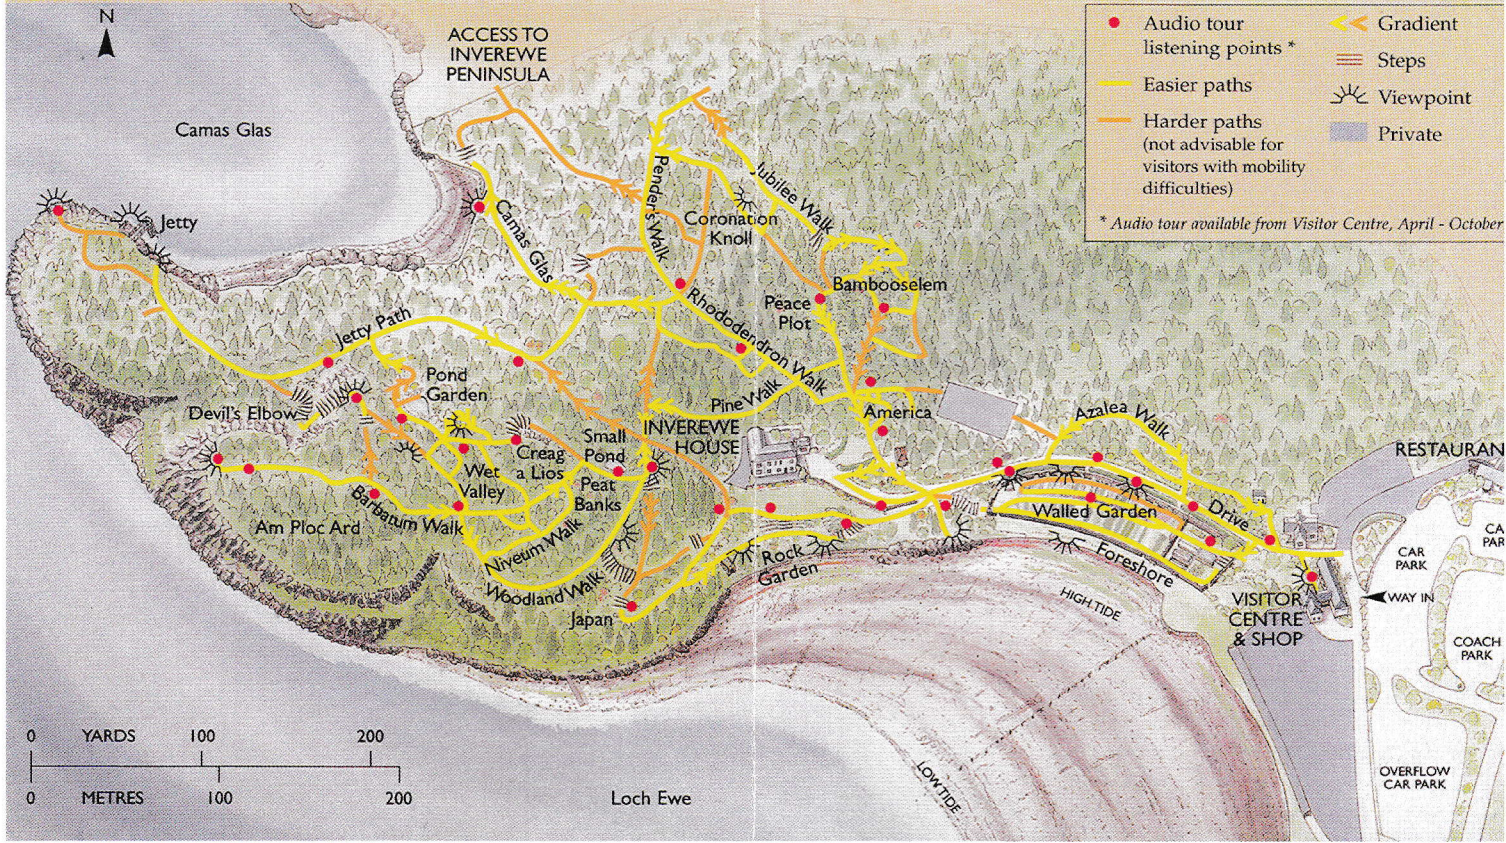 N
ACCESS TO
INVEREWE
PENINSULA
Camas Glas
Audio tour
listening points *
Easier paths
Harder paths
(not advisable for
visitors with mobility
difficulties)
Gradient
Steps
Viewpoint
Private
* Audio tour available from Visitor Centre, April - October
Jetty
Camas Glas
Pender's Walk
Jubilee Walk
Coronation
Knoll
Bambooselem
Peace
Plot
Rhododendron Walk
Jetty Path
Pond
Garden
Devil's Elbow
Pine Walk
America
Azalea Walk
INVEREWE
HOUSE
Small
Pond
Creag
a Lios
Wet
Valley
Peat
Banks
RESTAURAN
Barbatum Walk
Am Ploc Ard
Walled Garden
Drive
Niveum Walk
Woodland Walk
Rock
Garden
Foreshore
CAR
PARK
CA
PAR
Japan
HIGH TIDE
VISITOR
CENTRE
& SHOP
WAY IN
COACH
PARK
0 YARDS 100 200
0 METRES 100 200
Loch Ewe
LOW TIDE
OVERFLOW
CAR PARK